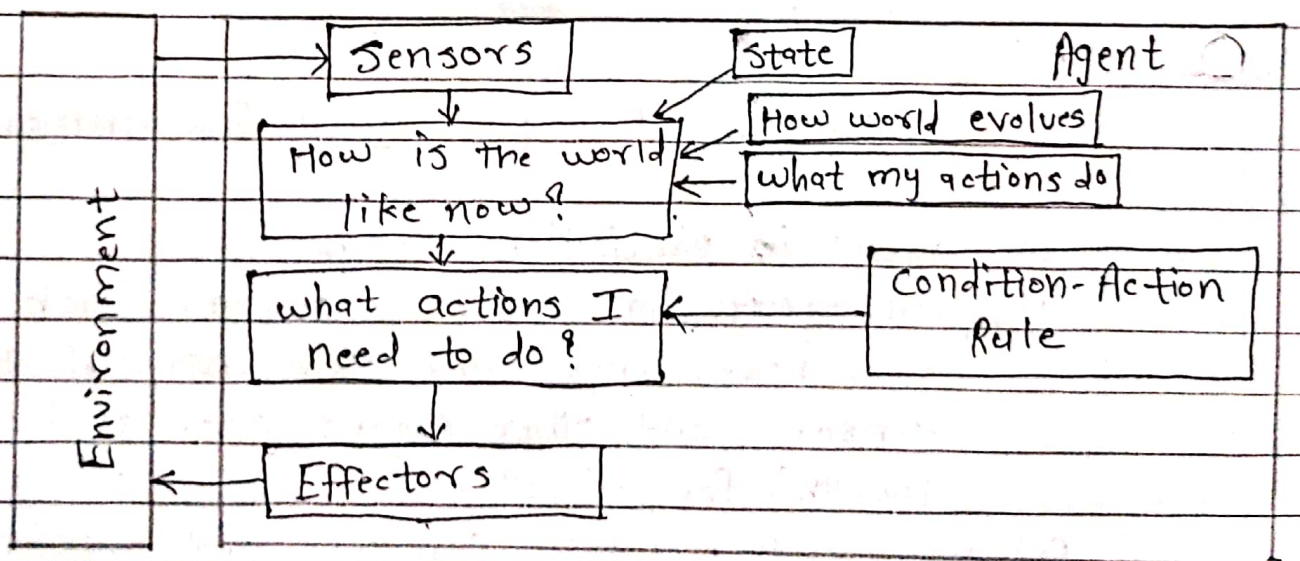 Sensors
State
Agent
How world evolves
How is the world
like now?
what my actions do
Environment
what actions I
need to do?
Condition-Action
Rule
Effectors